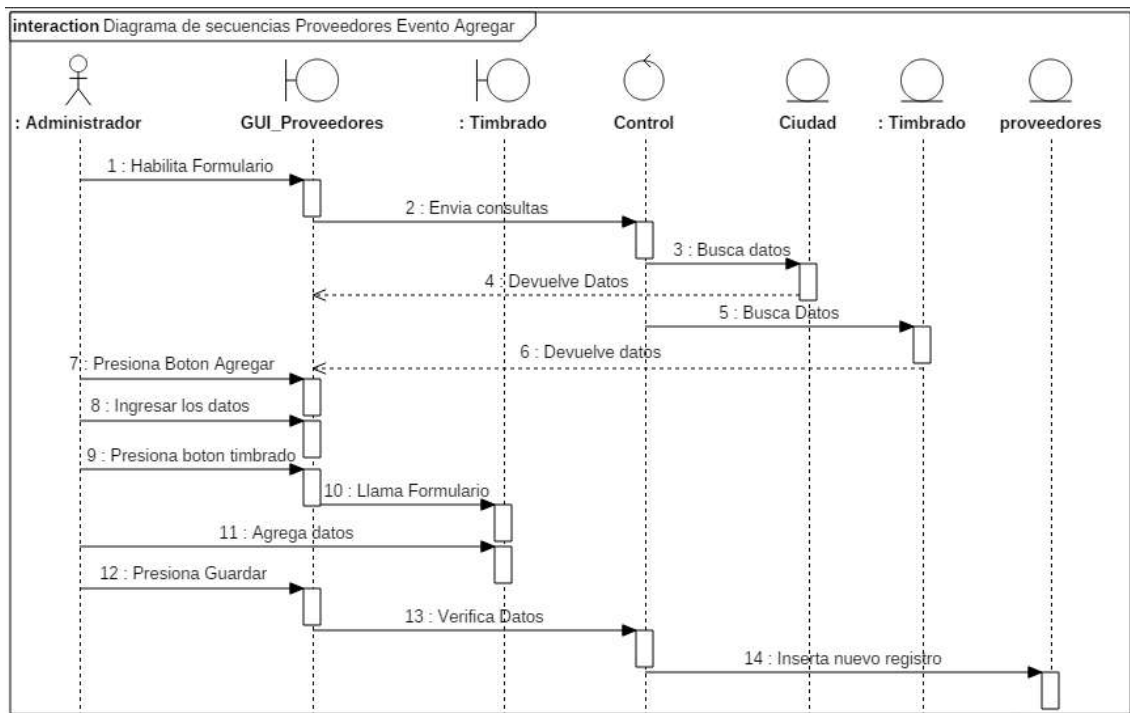 interaction Diagrama de secuencias Proveedores Evento Agregar
: Administrador
GUI_Proveedores
: Timbrado
Control
Ciudad
: Timbrado
proveedores
1 : Habilita Formulario
2 : Envia consultas
3 : Busca datos
4 : Devuelve Datos
5 : Busca Datos
6 : Devuelve datos
7 : Presiona Boton Agregar
8 : Ingresar los datos
9 : Presiona boton timbrado
10 : Llama Formulario
11 : Agrega datos
12 : Presiona Guardar
13 : Verifica Datos
14 : Inserta nuevo registro